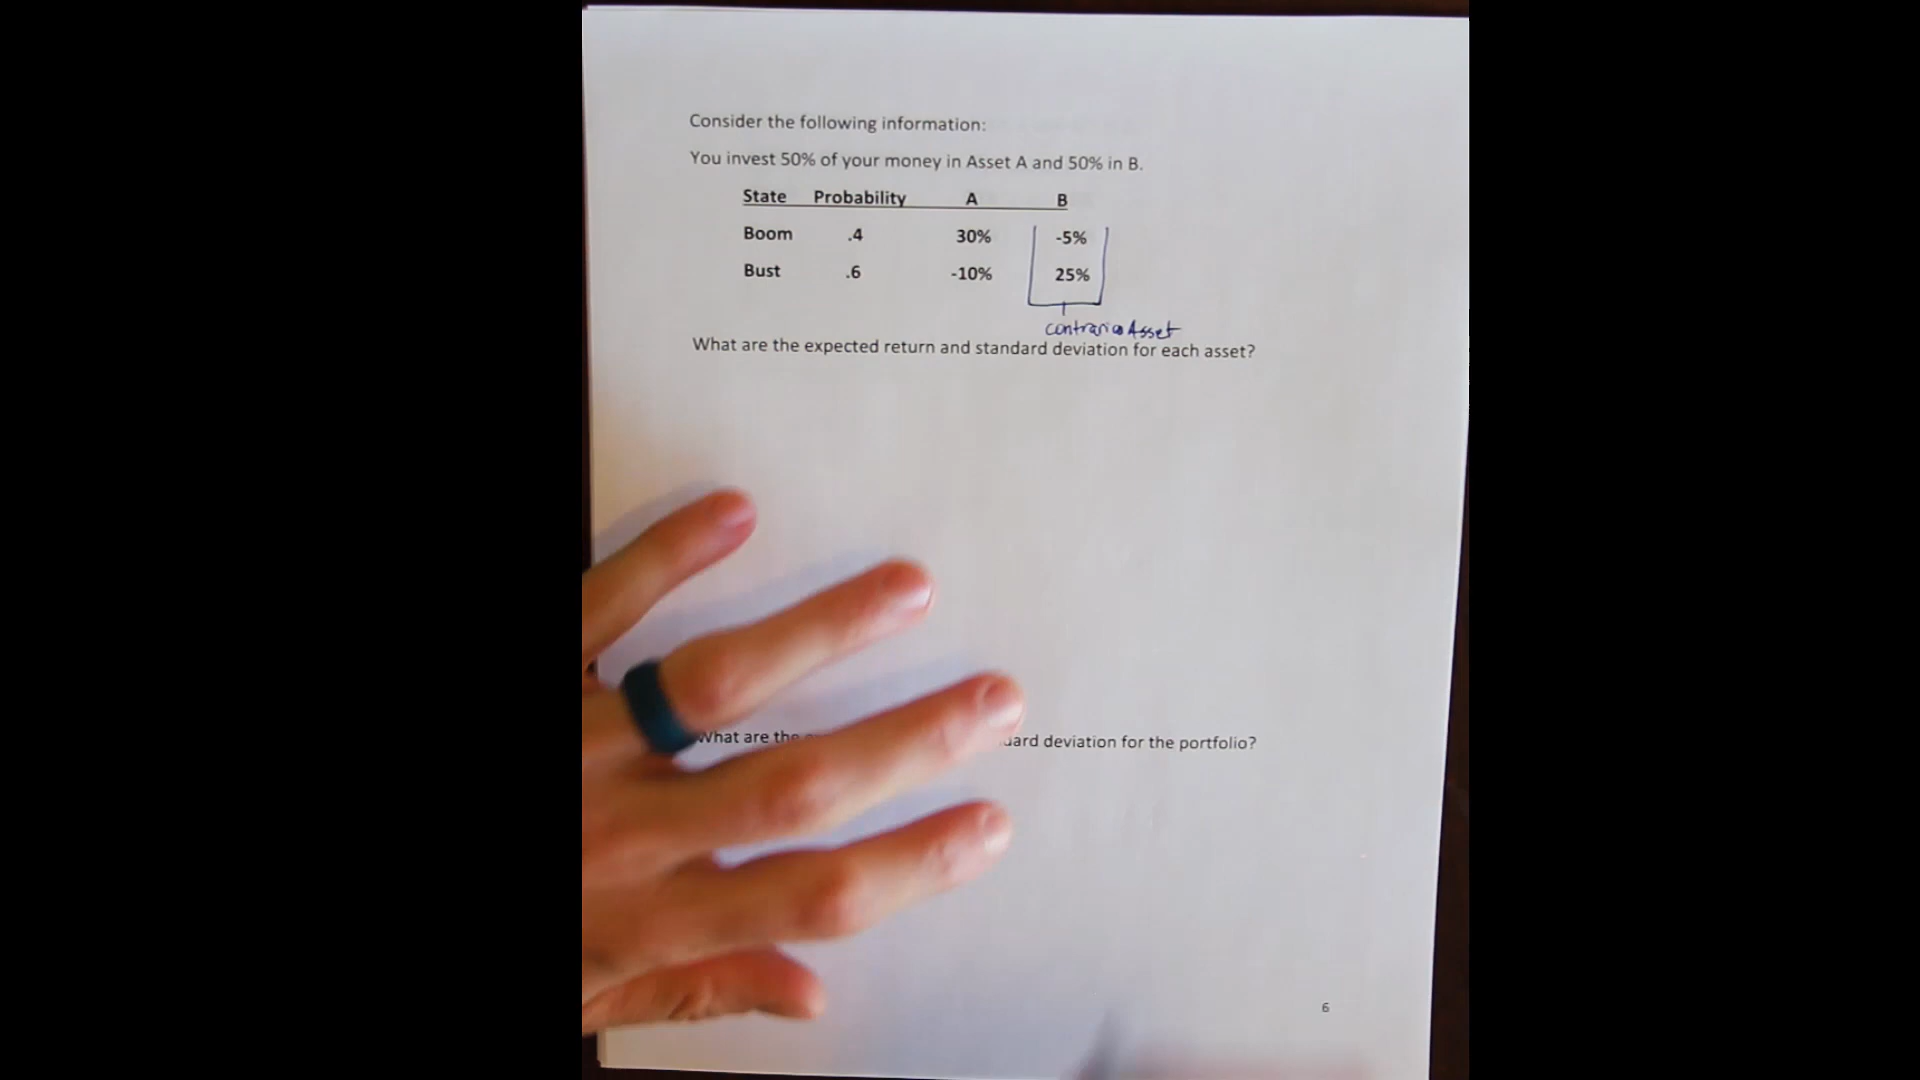 Consider the following information:
You invest 50% of your money in Asset A and 50% in B.
State Probability A B
Boom .4 30% -5%
Bust .6 -10% 25%
Asset
What are the expected return and standard deviation for each asset?
What are the deviation for the portfolio?
6